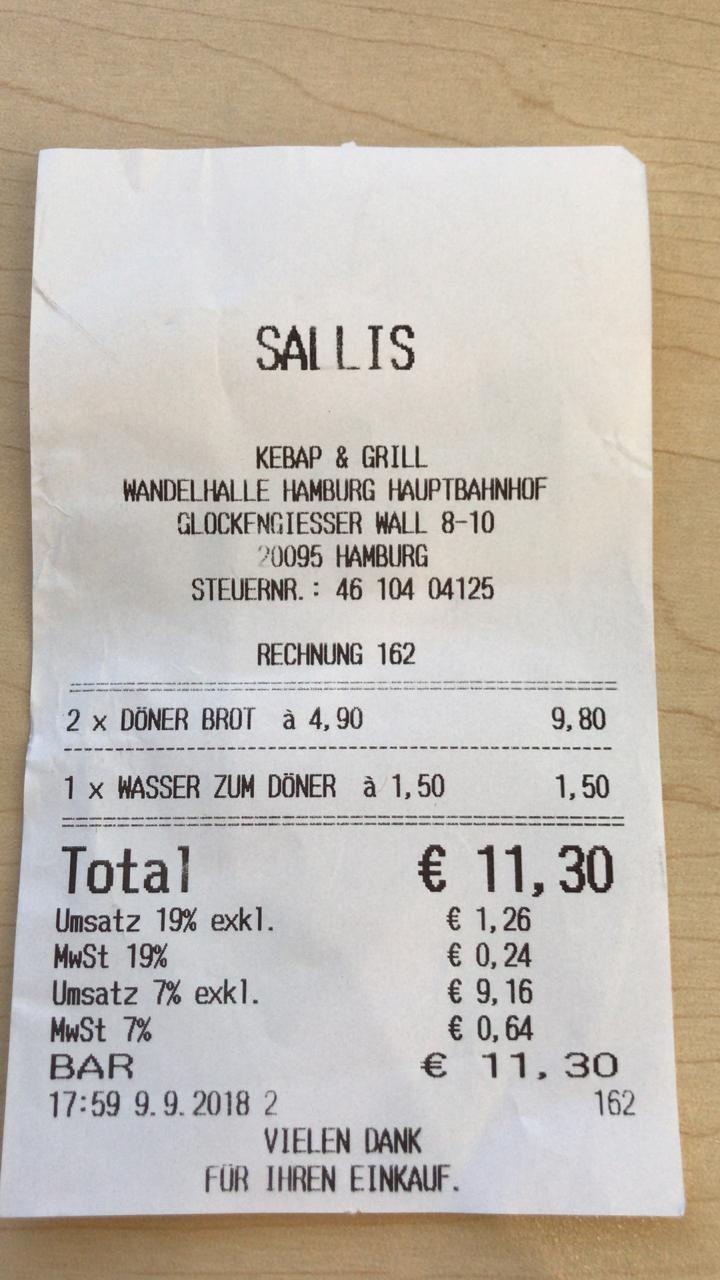 SALLIS
KEBAP & GRILL
WANDELHALLE HAMBURG HAUPTBAHNHOF
GLOCKENGIESSER WALL 8-10
20095 HAMBURG
STEUERNR.: 46 104 04125
RECHNUNG 162
2 x DÖNER BROT à 4,90 9,80
1 x WASSER ZUM DÖNER à 1,50 1,50
Total € 11,30
Umsatz 19% exkl. € 1,26
MwSt 19% € 0,24
Umsatz 7% exkl. € 9,16
MwSt 7% € 0,64
BAR € 11,30
17:59 9.9.2018 2 162
VIELEN DANK
FÜR IHREN EINKAUF.